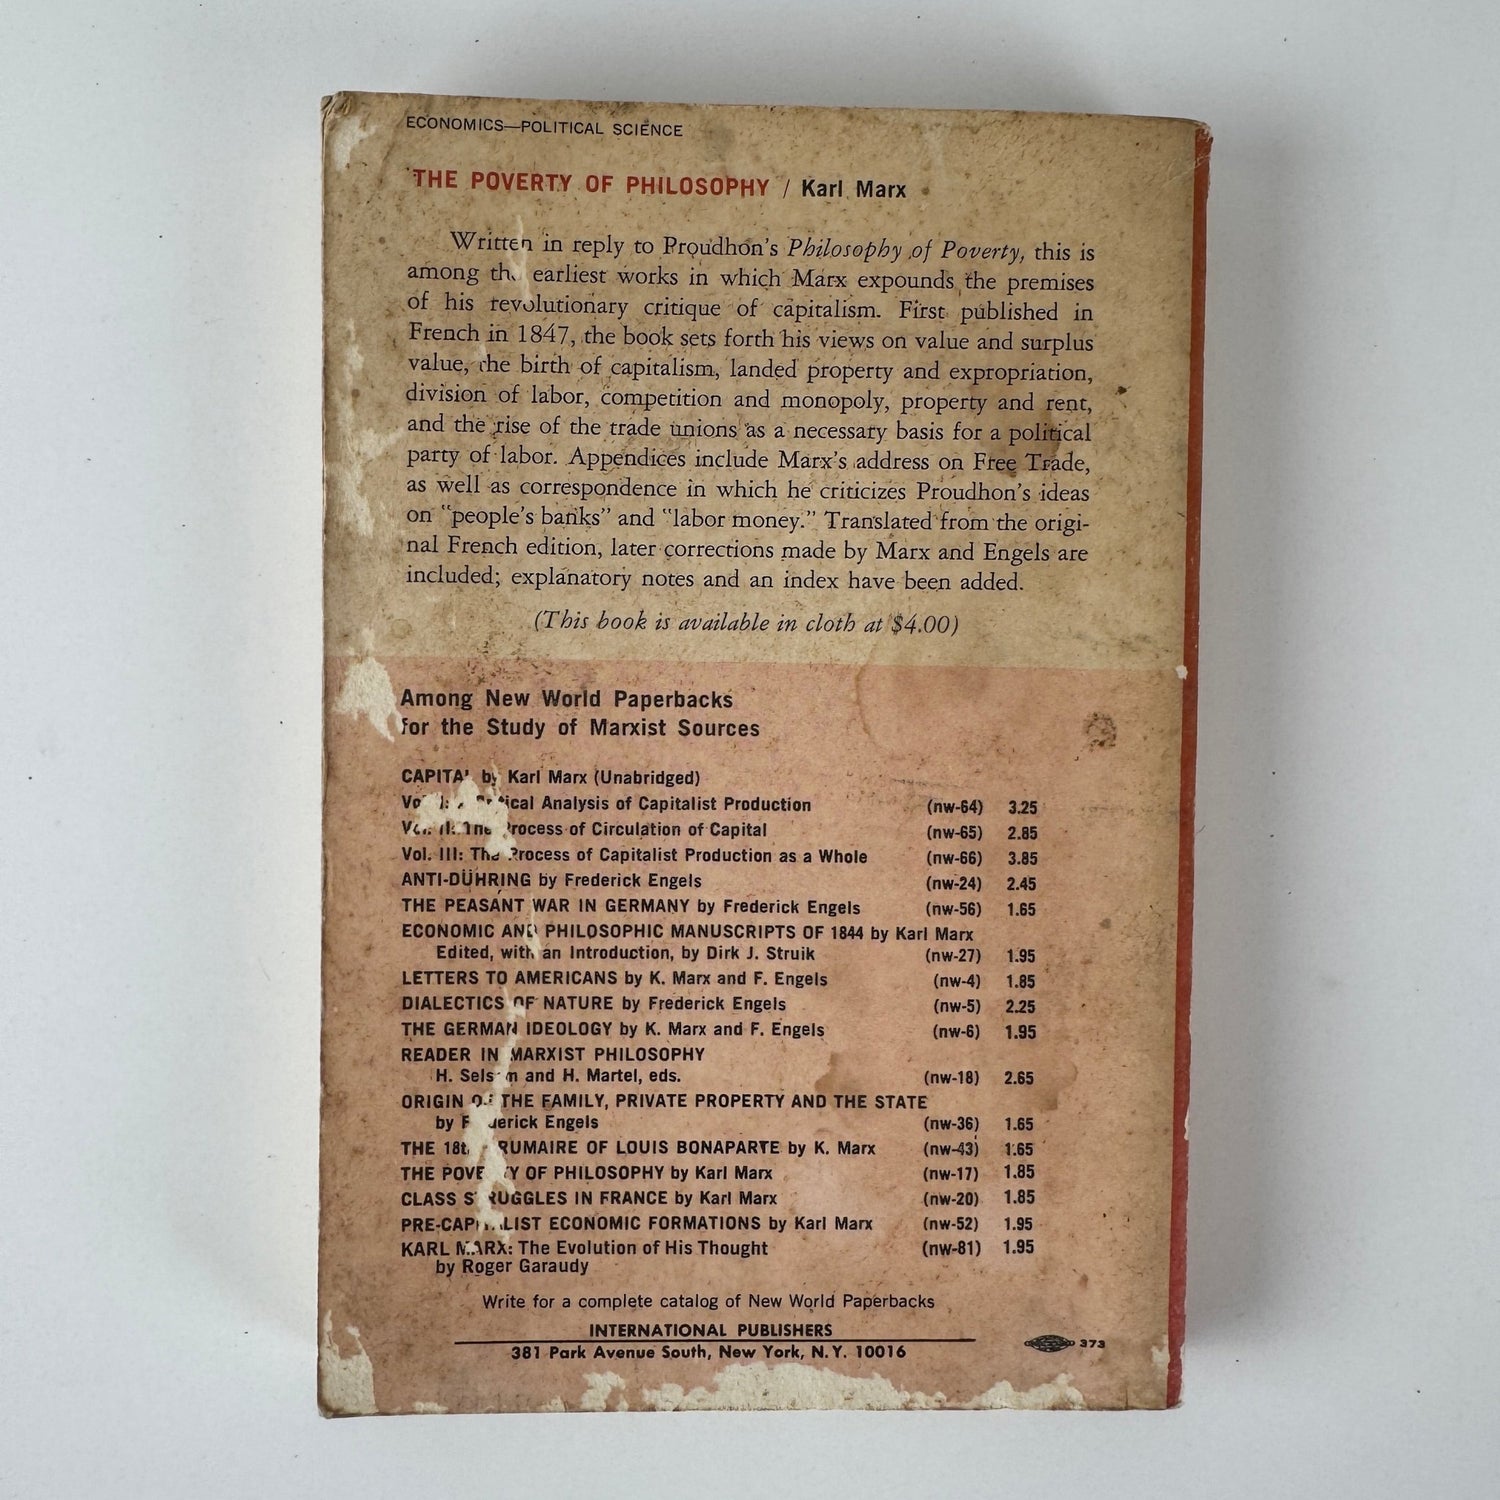 ECONOMICS—POLITICAL SCIENCE
THE POVERTY OF PHILOSOPHY / Karl Marx
Written in reply to Proudhon's Philosophy of Poverty, this is
among the earliest works in which Marx expounds the premises
of his revolutionary critique of capitalism. First published in
French in 1847, the book sets forth his views on value and surplus
value, the birth of capitalism, landed property and expropriation,
division of labor, competition and monopoly, property and rent,
and the rise of the trade unions as a necessary basis for a political
party of labor. Appendices include Marx's address on Free Trade,
as well as correspondence in which he criticizes Proudhon's ideas
on "people's banks" and "labor money." Translated from the origi-
nal French edition, later corrections made by Marx and Engels are
included; explanatory notes and an index have been added.
(This book is available in cloth at $4.00)
Among New World Paperbacks
for the Study of Marxist Sources
CAPITAL by Karl Marx (Unabridged)
Vol. I: A Critical Analysis of Capitalist Production (nw-64) 3.25
Vol. II: The Process of Circulation of Capital (nw-65) 2.85
Vol. III: The Process of Capitalist Production as a Whole (nw-66) 3.85
ANTI-DÜHRING by Frederick Engels (nw-24) 2.45
THE PEASANT WAR IN GERMANY by Frederick Engels (nw-56) 1.65
ECONOMIC AND PHILOSOPHIC MANUSCRIPTS OF 1844 by Karl Marx
Edited, with an Introduction, by Dirk J. Struik (nw-27) 1.95
LETTERS TO AMERICANS by K. Marx and F. Engels (nw-4) 1.85
DIALECTICS OF NATURE by Frederick Engels (nw-5) 2.25
THE GERMAN IDEOLOGY by K. Marx and F. Engels (nw-6) 1.95
READER IN MARXIST PHILOSOPHY
H. Selsam and H. Martel, eds. (nw-18) 2.65
ORIGIN OF THE FAMILY, PRIVATE PROPERTY AND THE STATE
by Frederick Engels (nw-36) 1.65
THE 18th BRUMAIRE OF LOUIS BONAPARTE by K. Marx (nw-43) 1.65
THE POVERTY OF PHILOSOPHY by Karl Marx (nw-17) 1.85
CLASS STRUGGLES IN FRANCE by Karl Marx (nw-20) 1.85
PRE-CAPITALIST ECONOMIC FORMATIONS by Karl Marx (nw-52) 1.95
KARL MARX: The Evolution of His Thought (nw-81) 1.95
by Roger Garaudy
Write for a complete catalog of New World Paperbacks
INTERNATIONAL PUBLISHERS
381 Park Avenue South, New York, N.Y. 10016
373